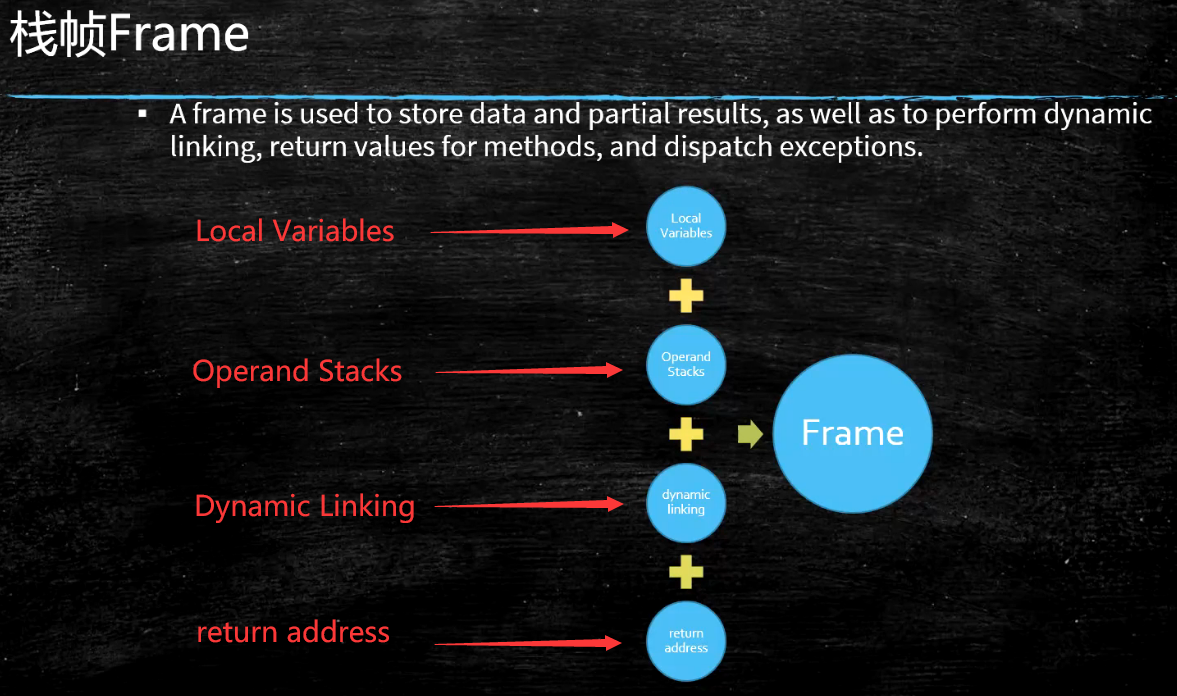 栈帧Frame
▪ A frame is used to store data and partial results, as well as to perform dynamic
linking, return values for methods, and dispatch exceptions.
Local Variables
Local
Variables
Operand Stacks
Operand
Stacks
Frame
Dynamic Linking
dynamic
linking
return address
return
address